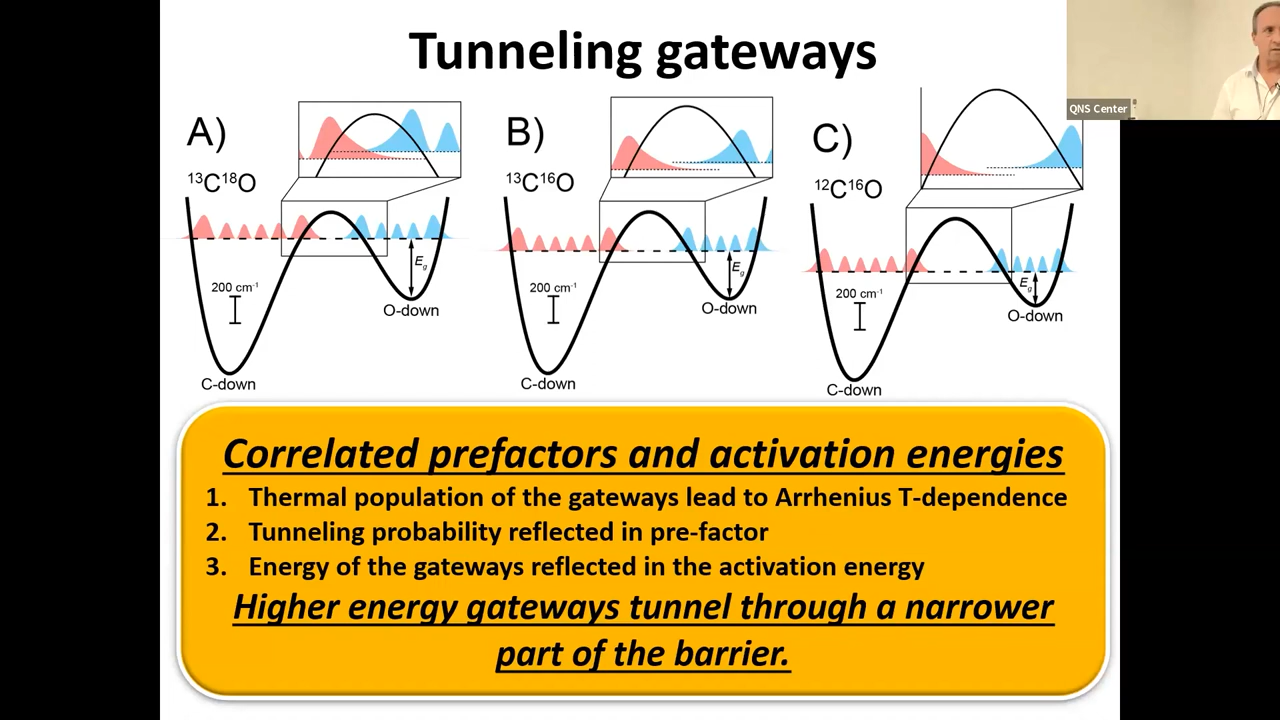 Tunneling gateways
QNS Center
A)
¹³C¹⁸O
200 cm⁻¹
E_g
O-down
C-down
B)
¹³C¹⁶O
200 cm⁻¹
E_g
O-down
C-down
C)
¹²C¹⁶O
200 cm⁻¹
E_g
O-down
C-down
Correlated prefactors and activation energies
1. Thermal population of the gateways lead to Arrhenius T-dependence
2. Tunneling probability reflected in pre-factor
3. Energy of the gateways reflected in the activation energy
Higher energy gateways tunnel through a narrower
part of the barrier.